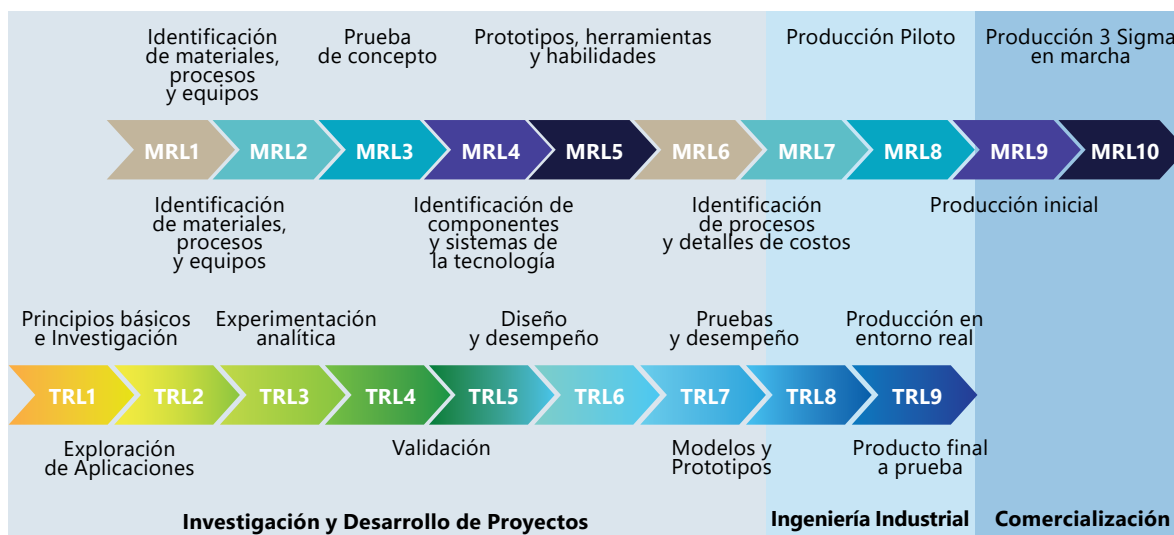 Identificación
de materiales,
procesos
y equipos
Prueba
de concepto
Prototipos, herramientas
y habilidades
Producción Piloto
Producción 3 Sigma
en marcha
MRL1
MRL2
MRL3
MRL4
MRL5
MRL6
MRL7
MRL8
MRL9
MRL10
Identificación
de materiales,
procesos
y equipos
Identificación de
componentes
y sistemas de
la tecnología
Identificación
de procesos
y detalles de costos
Producción inicial
Principios básicos
e Investigación
Experimentación
analítica
Diseño
y desempeño
Pruebas
y desempeño
Producción en
entorno real
TRL1
TRL2
TRL3
TRL4
TRL5
TRL6
TRL7
TRL8
TRL9
Exploración
de Aplicaciones
Validación
Modelos y
Prototipos
Producto final
a prueba
Investigación y Desarrollo de Proyectos
Ingeniería Industrial
Comercialización